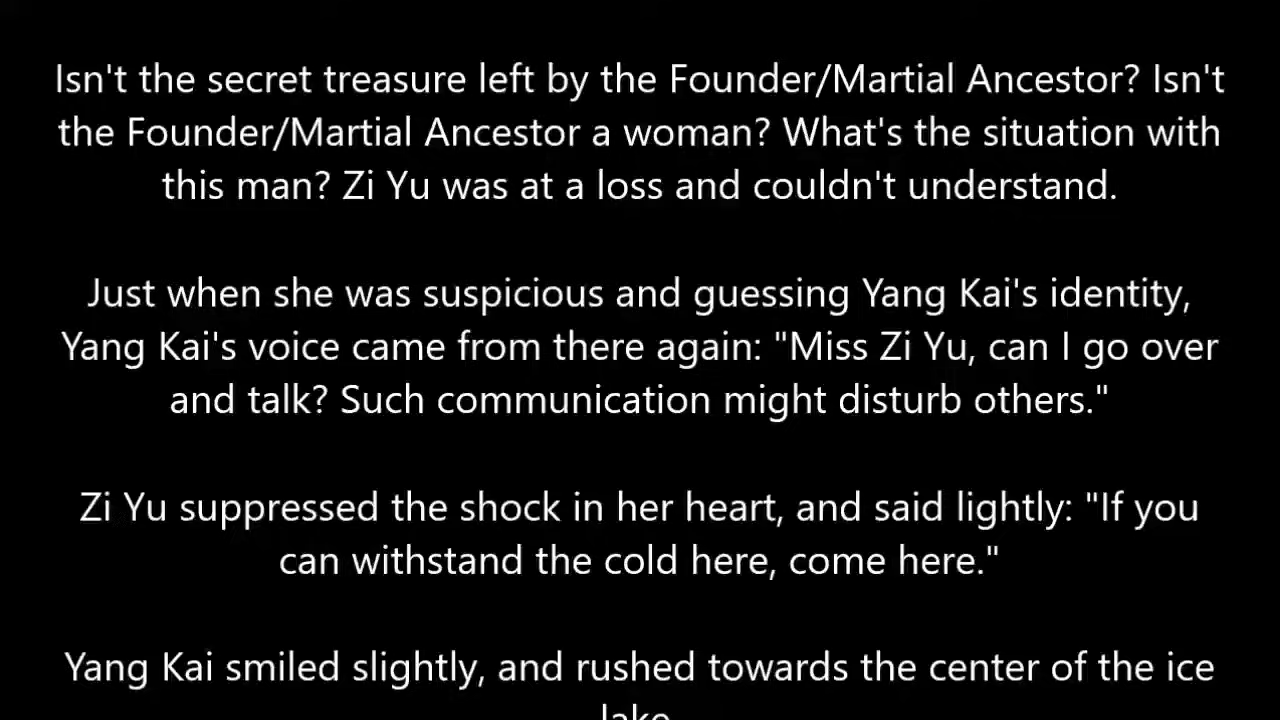 Isn't the secret treasure left by the Founder/Martial Ancestor? Isn't
the Founder/Martial Ancestor a woman? What's the situation with
this man? Zi Yu was at a loss and couldn't understand.
Just when she was suspicious and guessing Yang Kai's identity,
Yang Kai's voice came from there again: "Miss Zi Yu, can I go over
and talk? Such communication might disturb others."
Zi Yu suppressed the shock in her heart, and said lightly: "If you
can withstand the cold here, come here."
Yang Kai smiled slightly, and rushed towards the center of the ice
lake.